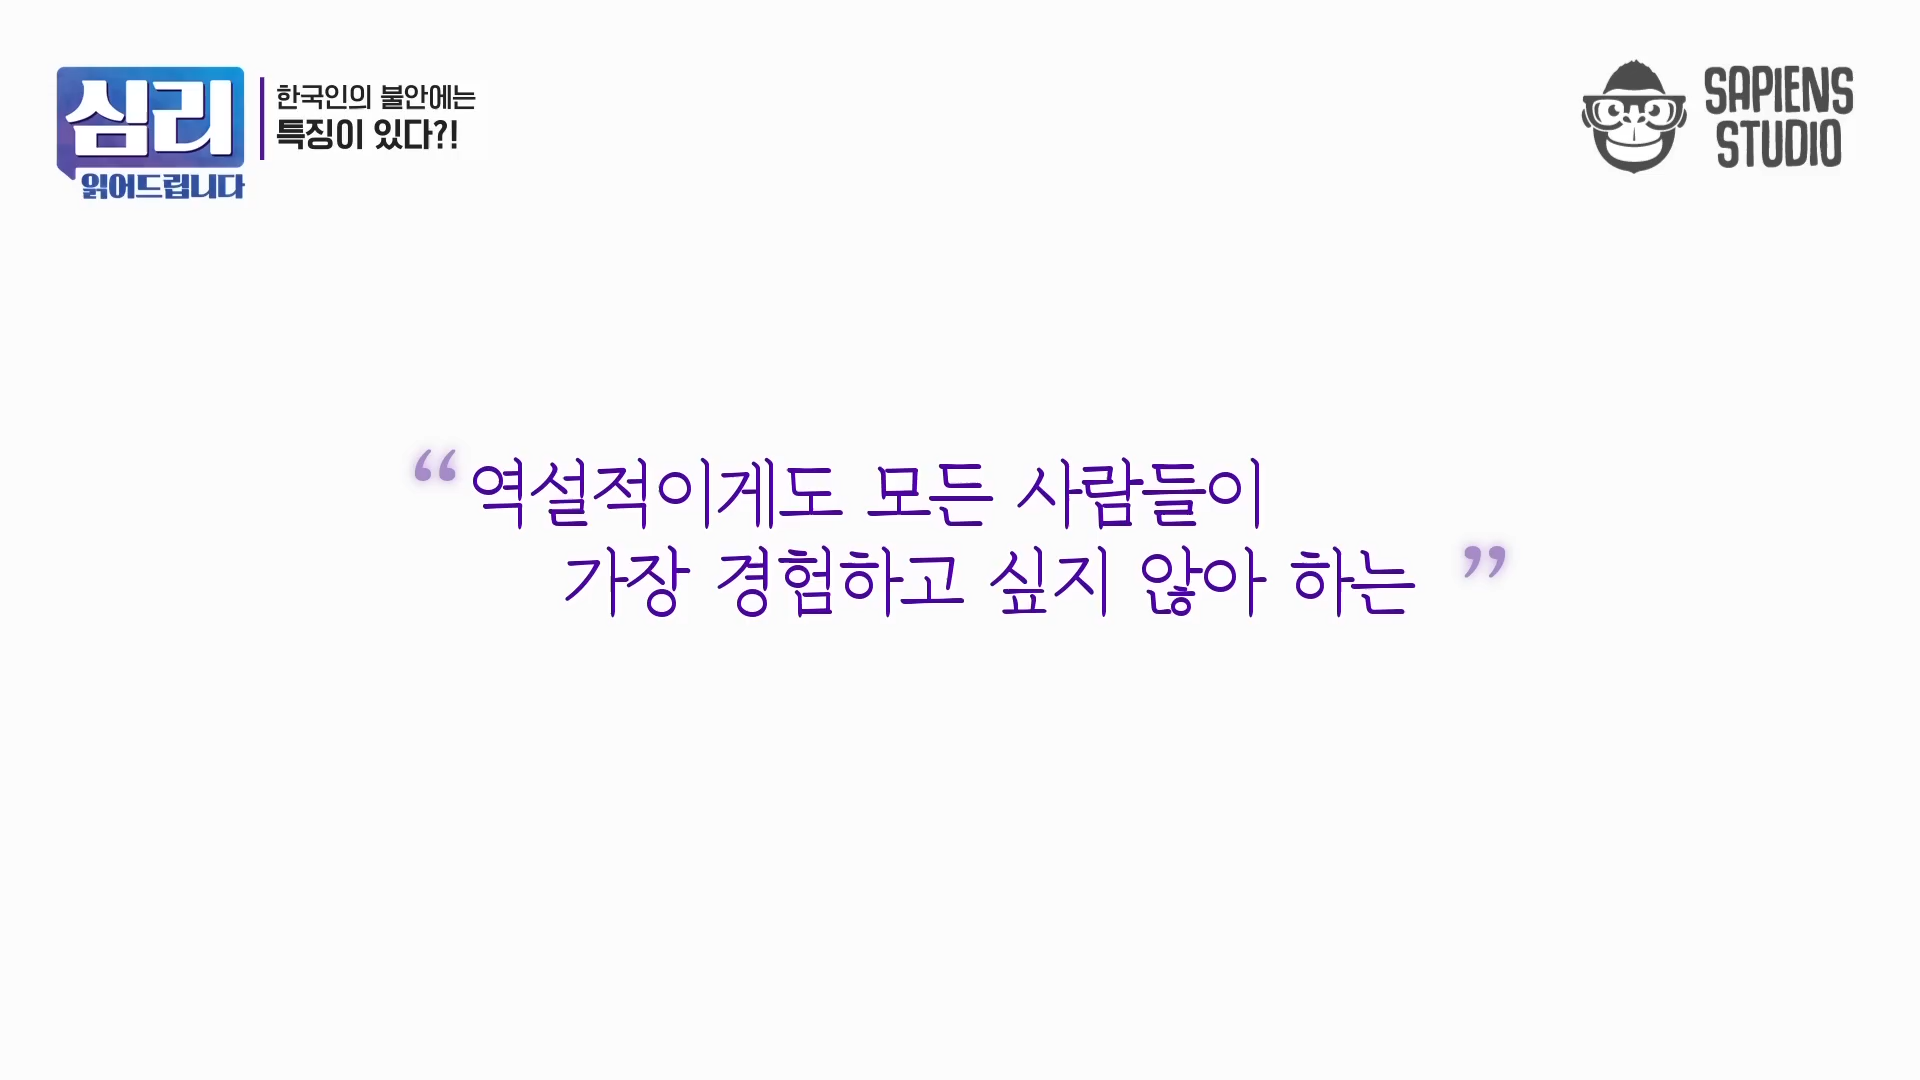 심리
읽어드립니다
한국인의 불안에는
특징이 있다?!
SAPIENS
STUDIO
“ 역설적이게도 모든 사람들이
가장 경험하고 싶지 않아 하는 ”